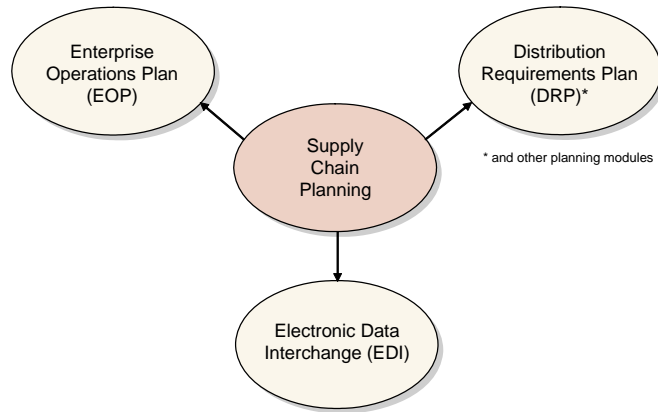 Enterprise
Operations Plan
(EOP)
Distribution
Requirements Plan
(DRP)*
* and other planning modules
Supply
Chain
Planning
Electronic Data
Interchange (EDI)